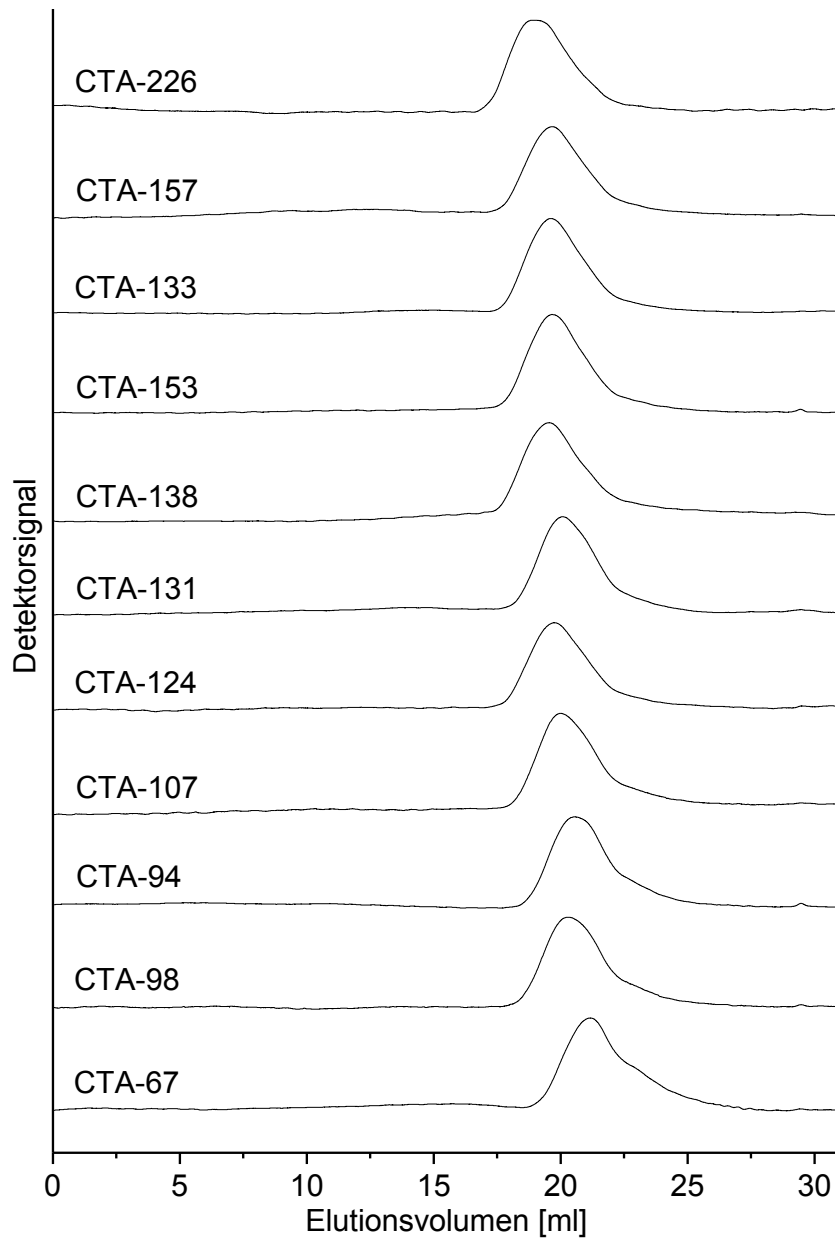 CTA-226
CTA-157
CTA-133
CTA-153
CTA-138
CTA-131
CTA-124
CTA-107
CTA-94
CTA-98
CTA-67
Detektorsignal
0 5 10 15 20 25 30
Elutionsvolumen [ml]